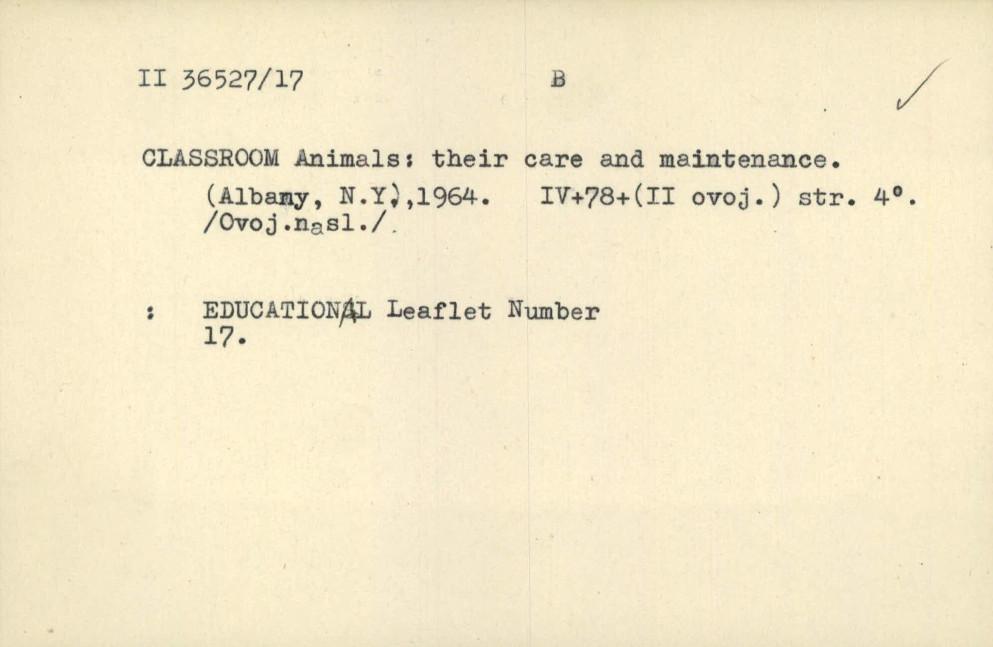 II 36527/17 B
CLASSROOM Animals: their care and maintenance.
(Albany, N.Y.),1964. IV+78+(II ovoj.) str. 4°.
/Ovoj.nasl./.
: EDUCATIONAL Leaflet Number
17.